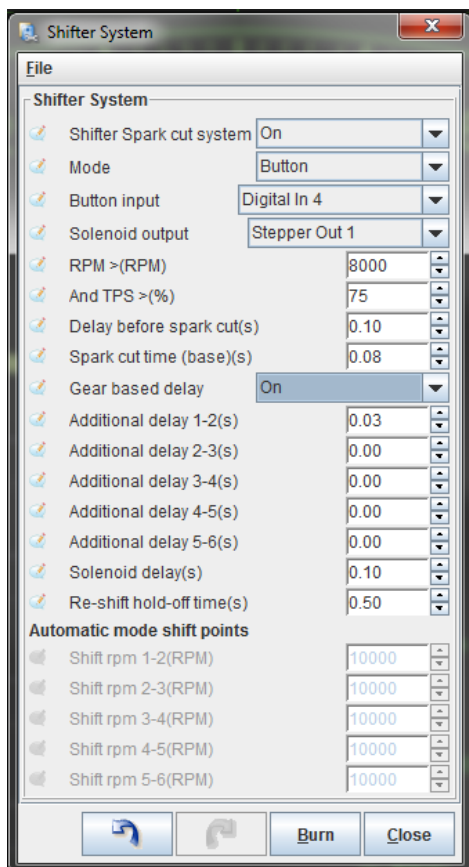 Shifter System
File
Shifter System
Shifter Spark cut system On
Mode Button
Button input Digital In 4
Solenoid output Stepper Out 1
RPM >(RPM) 8000
And TPS >(%) 75
Delay before spark cut(s) 0.10
Spark cut time (base)(s) 0.08
Gear based delay On
Additional delay 1-2(s) 0.03
Additional delay 2-3(s) 0.00
Additional delay 3-4(s) 0.00
Additional delay 4-5(s) 0.00
Additional delay 5-6(s) 0.00
Solenoid delay(s) 0.10
Re-shift hold-off time(s) 0.50
Automatic mode shift points
Shift rpm 1-2(RPM) 10000
Shift rpm 2-3(RPM) 10000
Shift rpm 3-4(RPM) 10000
Shift rpm 4-5(RPM) 10000
Shift rpm 5-6(RPM) 10000
Burn Close